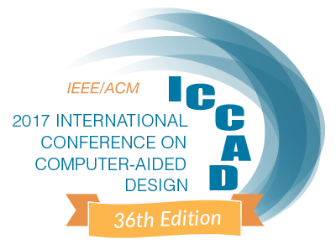 IEEE/ACM
ICCAD
2017 INTERNATIONAL
CONFERENCE ON
COMPUTER-AIDED
DESIGN
36th Edition